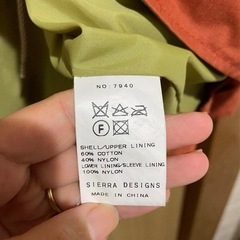 NO. 7940
F
SHELL/UPPER LINING
60% COTTON
40% NYLON
LOWER LINING/SLEEVE LINING
100% NYLON
SIERRA DESIGNS
MADE IN CHINA